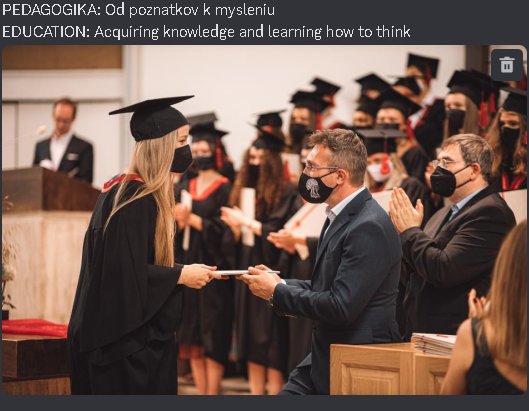 PEDAGOGIKA: Od poznatkov k mysleniu
EDUCATION: Acquiring knowledge and learning how to think